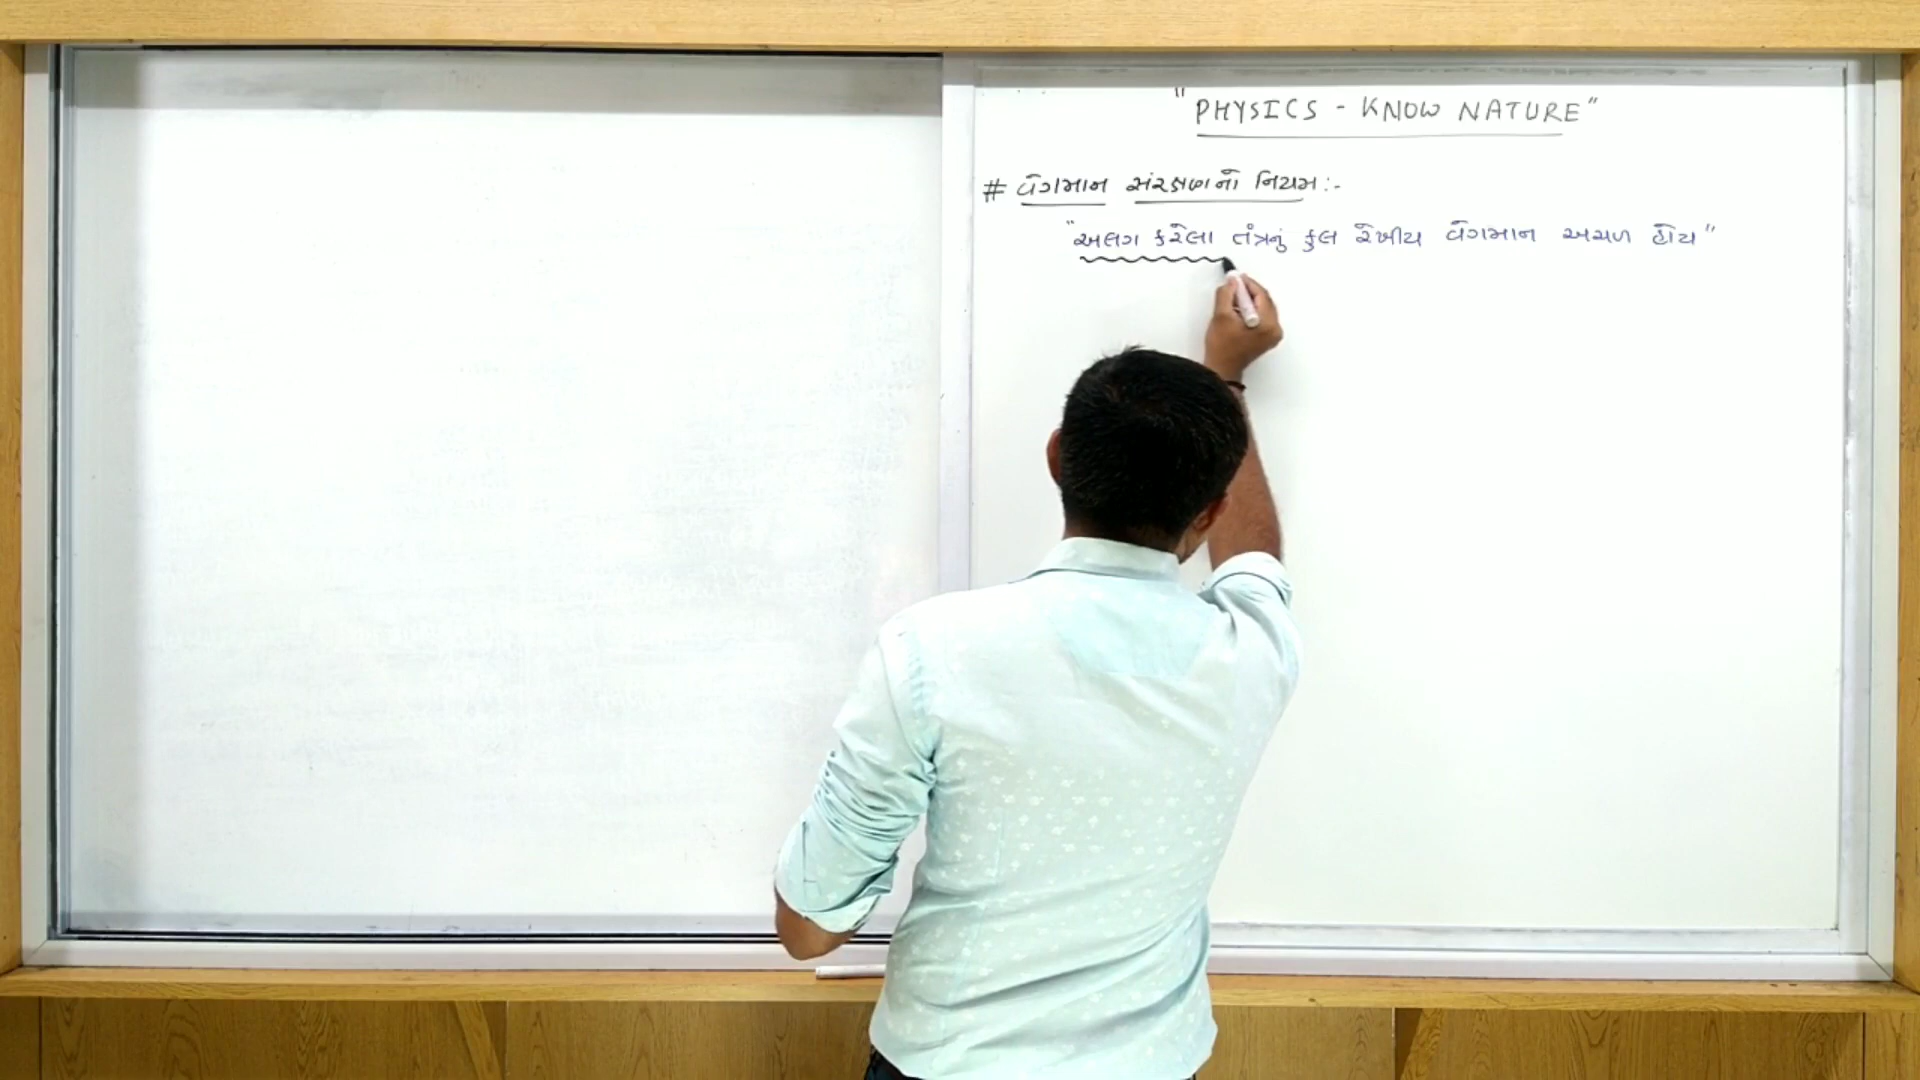 "PHYSICS - KNOW NATURE"
# વેગમાન સંરક્ષણનો નિયમ :-
"અલગ કરેલા તંત્રનું કુલ રેખીય વેગમાન અચળ હોય"